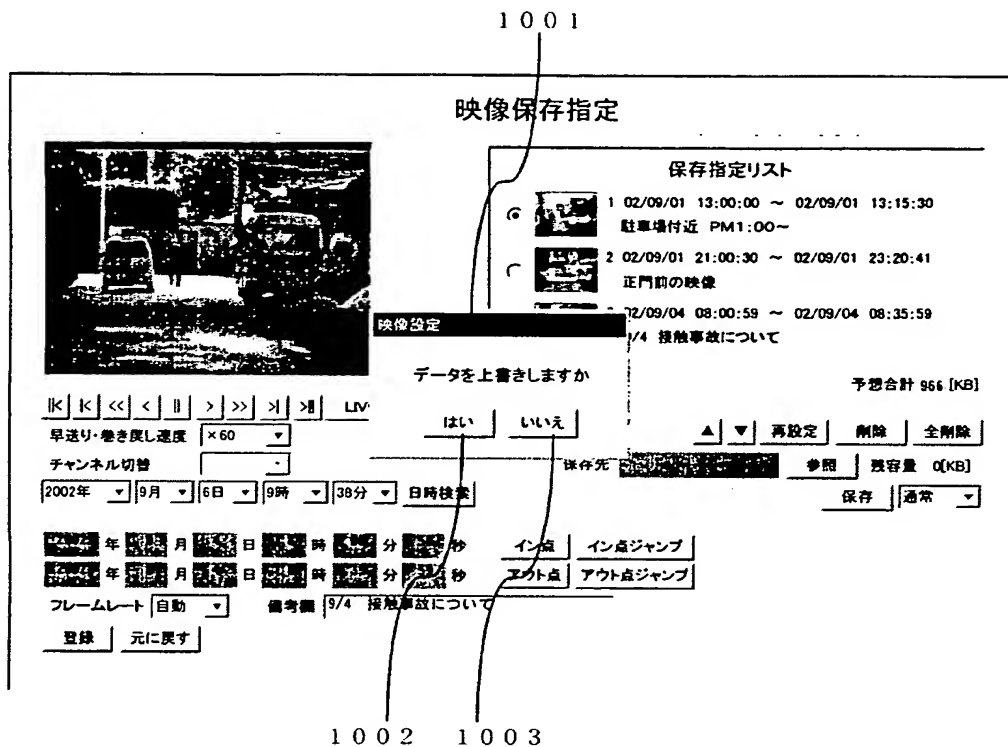 1001
映像保存指定
保存指定リスト
1 02/09/01 13:00:00 ～ 02/09/01 13:15:30
駐車場付近 PM1:00～
2 02/09/01 21:00:30 ～ 02/09/01 23:20:41
正門前の映像
02/09/04 08:00:59 ～ 02/09/04 08:35:59
9/4 接触事故について
映像設定
データを上書きしますか
はい いいえ
予想合計 966 [KB]
|K K << < || > >> >| >|| LIV
早送り・巻き戻し速度 ×60
▲ ▼ 再設定 削除 全削除
チャンネル切替
保存先 参照 残容量 0[KB]
2002年 9月 6日 9時 38分 日時検索
保存 通常
年 月 日 時 分 秒 イン点 イン点ジャンプ
年 月 日 時 分 秒 アウト点 アウト点ジャンプ
フレームレート 自動 備考欄 9/4 接触事故について
登録 元に戻す
1002 1003